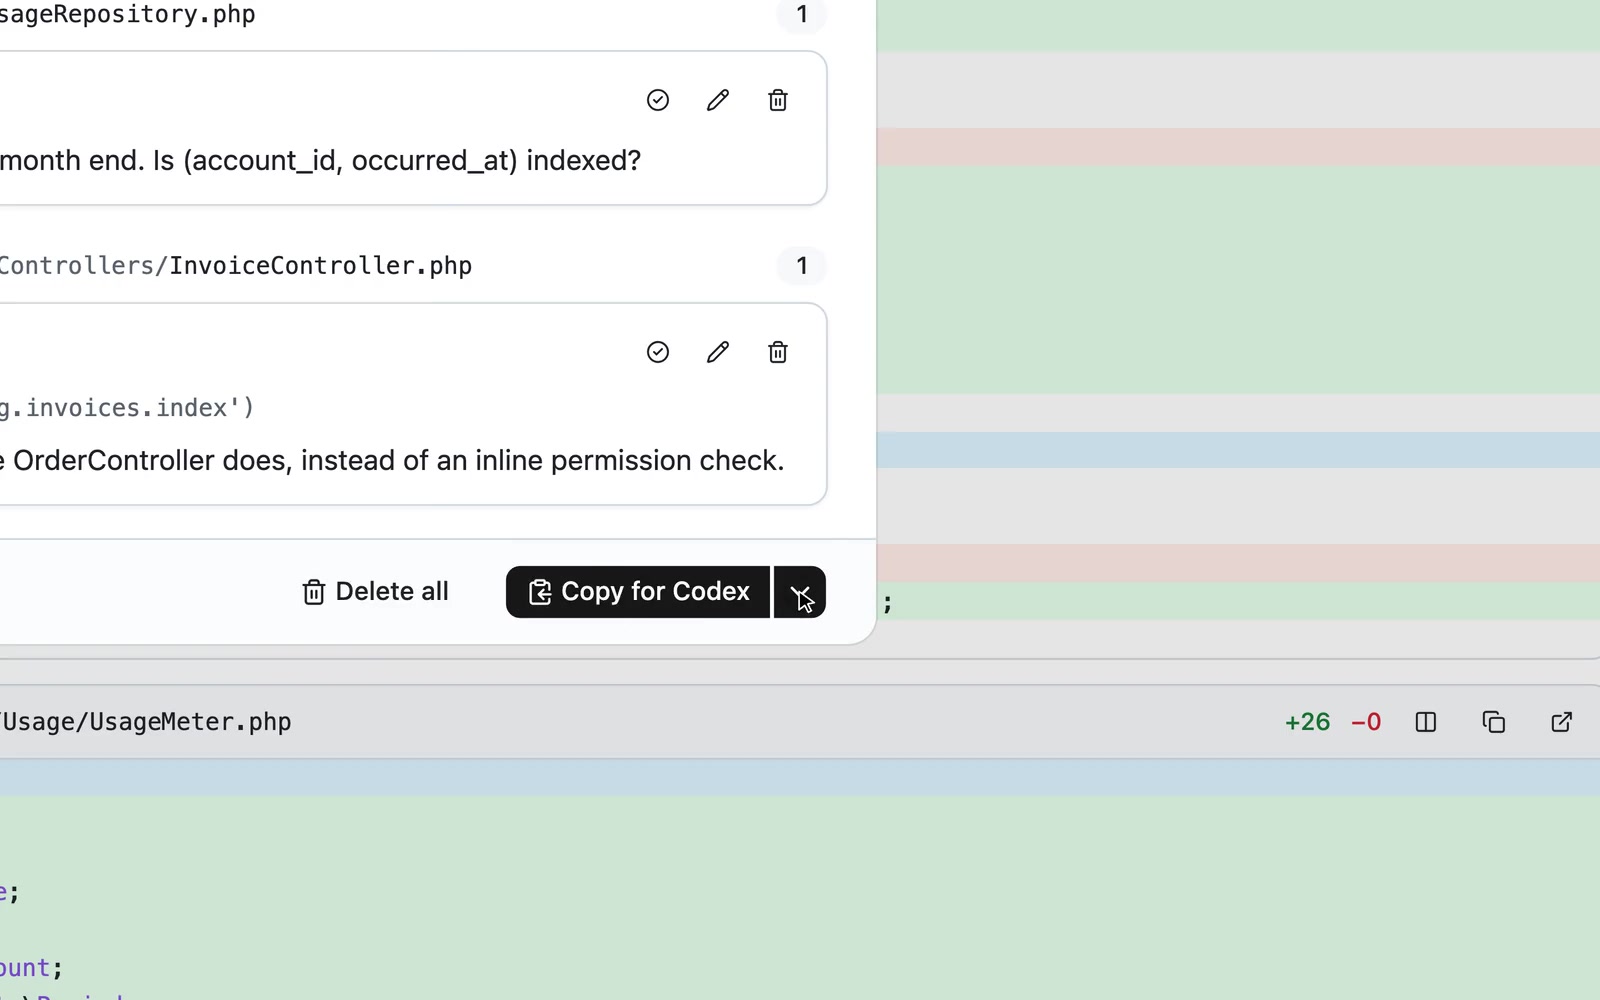 sageRepository.php 1
month end. Is (account_id, occurred_at) indexed?
Controllers/InvoiceController.php 1
g.invoices.index')
e OrderController does, instead of an inline permission check.
Delete all
Copy for Codex
;
/Usage/UsageMeter.php +26 −0
e;
ount;